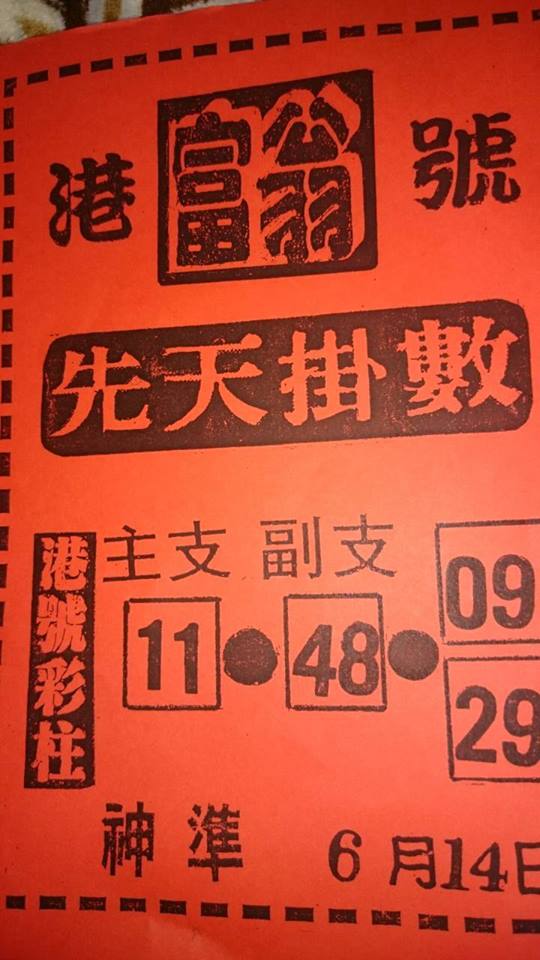 港 富翁 號
先天掛數
港號彩柱
主支 副支
11 48 09
29
神準 6月14日